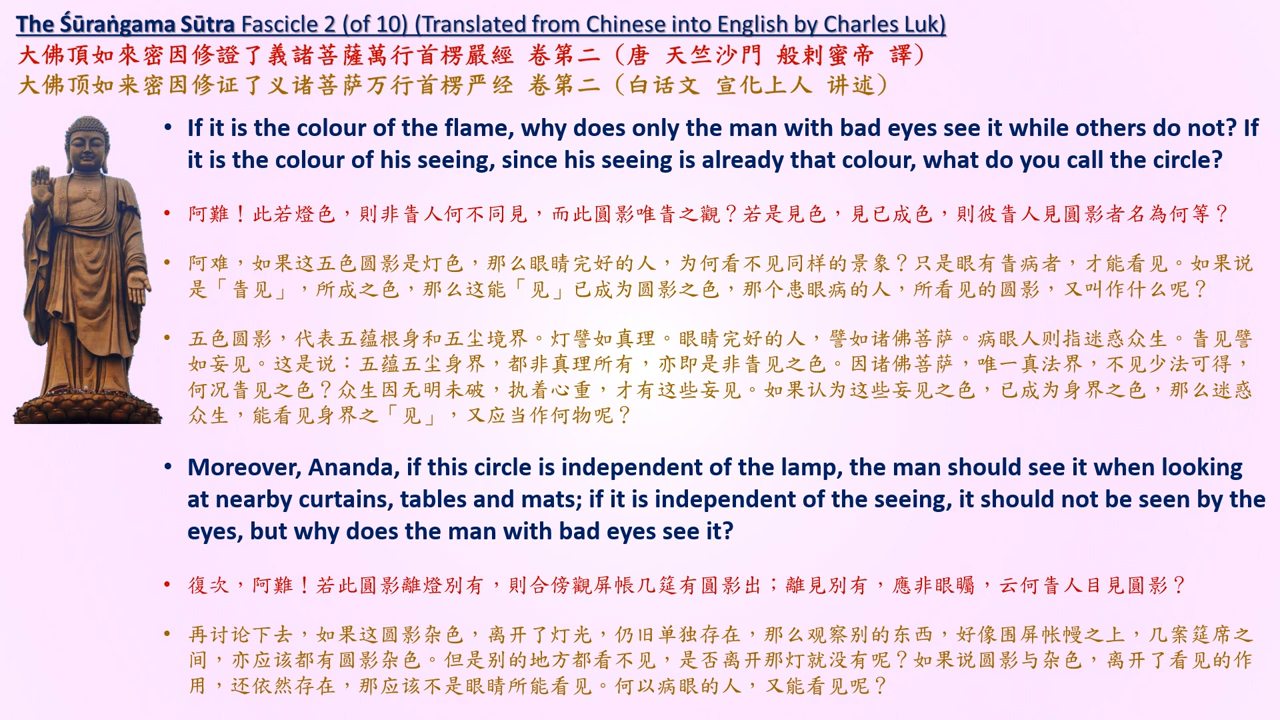 The Śūraṅgama Sūtra Fascicle 2 (of 10) (Translated from Chinese into English by Charles Luk)
大佛頂如來密因修證了義諸菩薩萬行首楞嚴經 卷第二（唐 天竺沙門 般剌蜜帝 譯）
大佛顶如来密因修证了义诸菩萨万行首楞严经 卷第二（白话文 宣化上人 讲述）
• If it is the colour of the flame, why does only the man with bad eyes see it while others do not? If
it is the colour of his seeing, since his seeing is already that colour, what do you call the circle?
• 阿難！此若燈色，則非眚人何不同見，而此圓影唯眚之觀？若是見色，見已成色，則彼眚人見圓影者名為何等？
• 阿难，如果这五色圆影是灯色，那么眼睛完好的人，为何看不见同样的景象？只是眼有眚病者，才能看见。如果说
是「眚见」，所成之色，那么这能「见」已成为圆影之色，那个患眼病的人，所看见的圆影，又叫作什么呢？
• 五色圆影，代表五蕴根身和五尘境界。灯譬如真理。眼睛完好的人，譬如诸佛菩萨。病眼人则指迷惑众生。眚见譬
如妄见。这是说：五蕴五尘身界，都非真理所有，亦即是非眚见之色。因诸佛菩萨，唯一真法界，不见少法可得，
何况眚见之色？众生因无明未破，执着心重，才有这些妄见。如果认为这些妄见之色，已成为身界之色，那么迷惑
众生，能看见身界之「见」，又应当作何物呢？
• Moreover, Ananda, if this circle is independent of the lamp, the man should see it when looking
at nearby curtains, tables and mats; if it is independent of the seeing, it should not be seen by the
eyes, but why does the man with bad eyes see it?
• 復次，阿難！若此圓影離燈別有，則合傍觀屏帳几筵有圓影出；離見別有，應非眼矚，云何眚人目見圓影？
• 再讨论下去，如果这圆影杂色，离开了灯光，仍旧单独存在，那么观察别的东西，好像围屏帐幔之上，几案筵席之
间，亦应该都有圆影杂色。但是别的地方都看不见，是否离开那灯就没有呢？如果说圆影与杂色，离开了看见的作
用，还依然存在，那应该不是眼睛所能看见。何以病眼的人，又能看见呢？